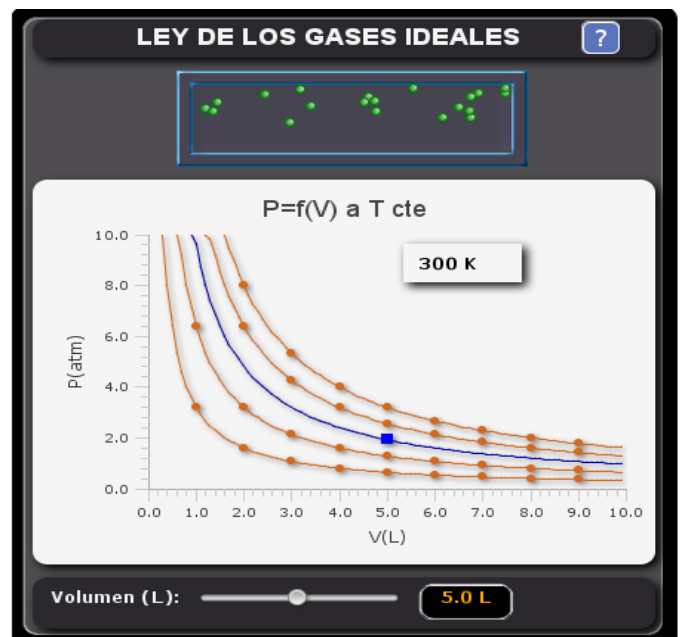 LEY DE LOS GASES IDEALES ?
P=f(V) a T cte
300 K
P(atm)
10.0
8.0
6.0
4.0
2.0
0.0
0.0 1.0 2.0 3.0 4.0 5.0 6.0 7.0 8.0 9.0 10.0
V(L)
Volumen (L): 5.0 L